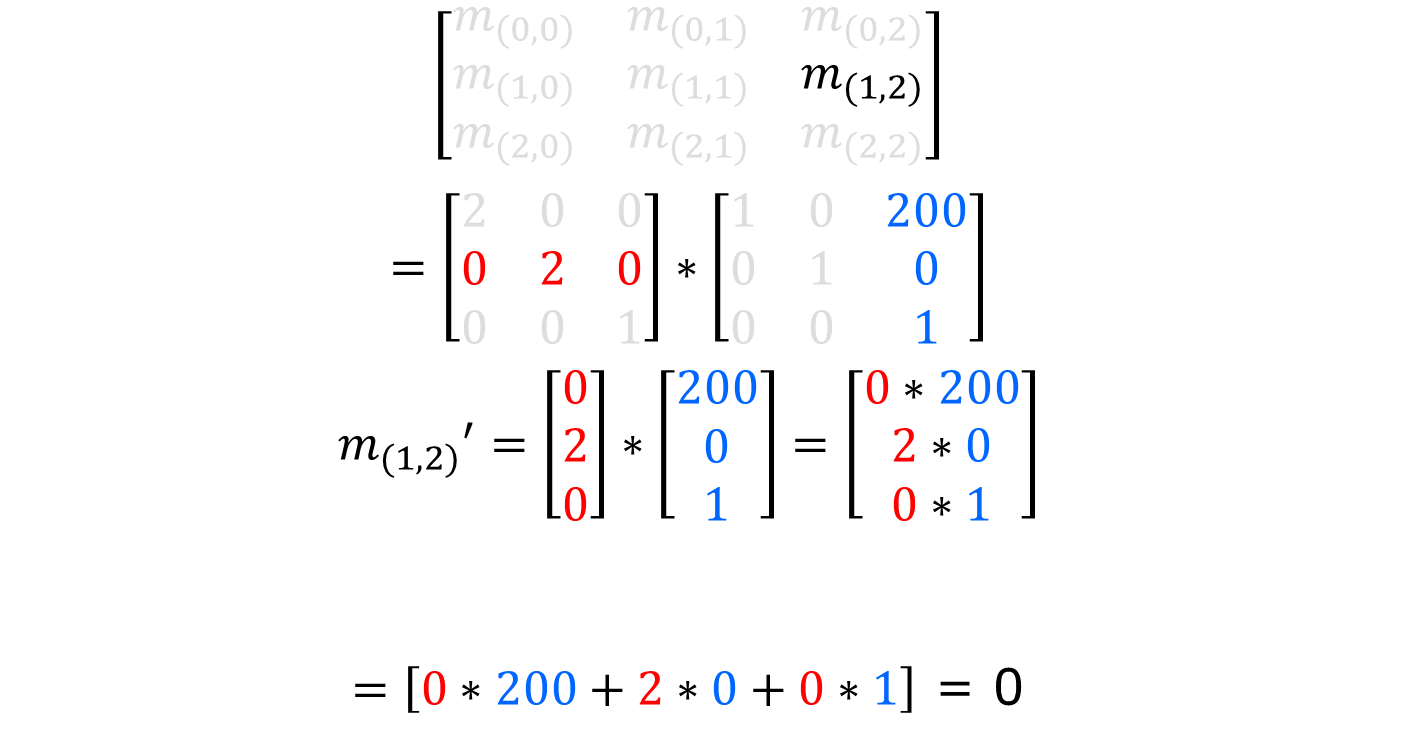 [m(0,0) m(0,1) m(0,2)
m(1,0) m(1,1) m(1,2)
m(2,0) m(2,1) m(2,2)]
= [2 0 0
0 2 0
0 0 1] * [1 0 200
0 1 0
0 0 1]
m(1,2)′ = [0
2
0] * [200
0
1] = [0 * 200
2 * 0
0 * 1]
= [0 * 200 + 2 * 0 + 0 * 1] = 0